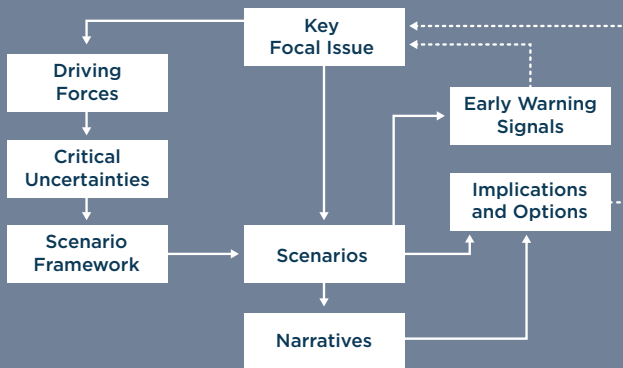 Key
Focal Issue
Driving
Forces
Early Warning
Signals
Critical
Uncertainties
Implications
and Options
Scenario
Framework
Scenarios
Narratives